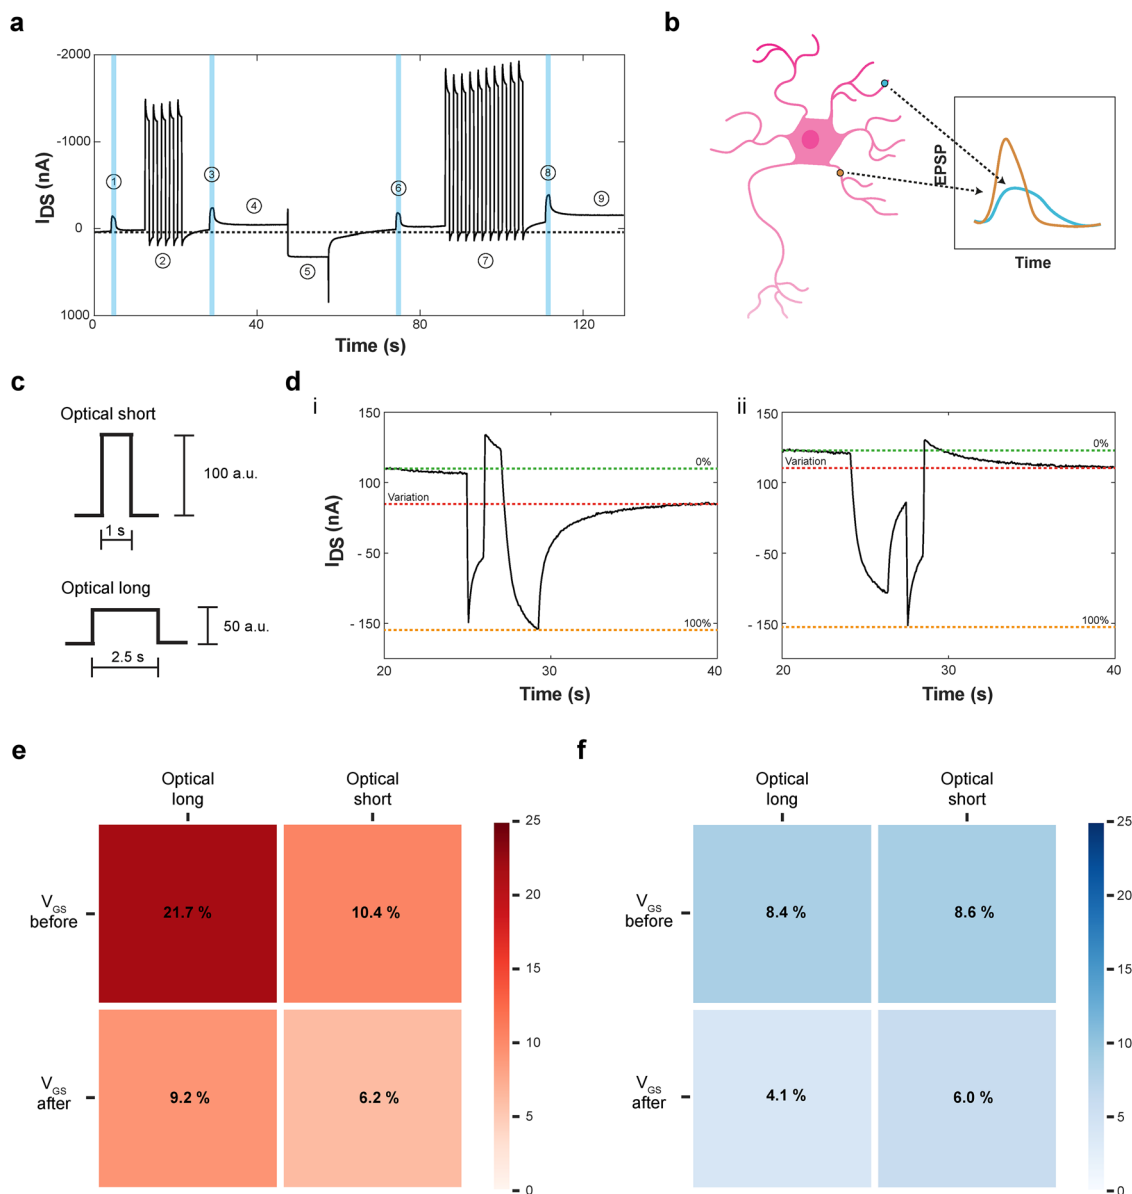 a
b
-2000
-1000
0
1000
IDS (nA)
1
2
3
4
5
6
7
8
9
0
40
80
120
Time (s)
EPSP
Time
c
Optical short
100 a.u.
1 s
Optical long
50 a.u.
2.5 s
d
i
150
100
- 50
- 150
IDS (nA)
0%
Variation
100%
20
30
40
Time (s)
ii
150
100
- 50
- 150
0%
Variation
100%
20
30
40
Time (s)
e
Optical long
Optical short
VGS before
21.7 %
10.4 %
VGS after
9.2 %
6.2 %
25
20
15
10
5
0
f
Optical long
Optical short
VGS before
8.4 %
8.6 %
VGS after
4.1 %
6.0 %
25
20
15
10
5
0